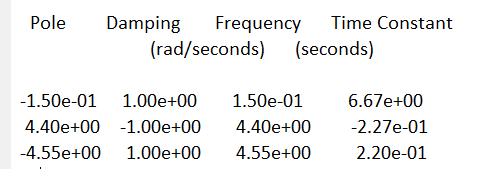 Pole Damping Frequency Time Constant
(rad/seconds) (seconds)
-1.50e-01 1.00e+00 1.50e-01 6.67e+00
4.40e+00 -1.00e+00 4.40e+00 -2.27e-01
-4.55e+00 1.00e+00 4.55e+00 2.20e-01